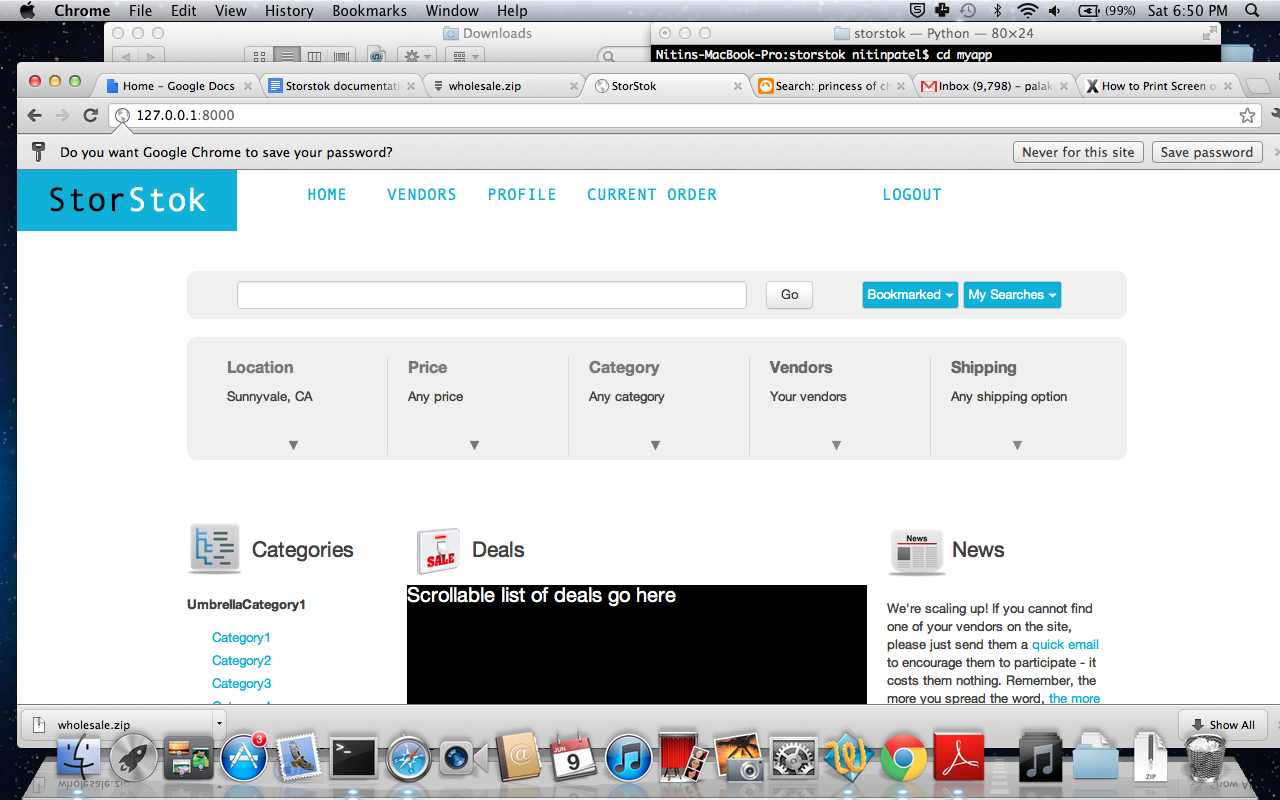 Chrome File Edit View History Bookmarks Window Help (99%) Sat 6:50 PM
Downloads
storstok — Python — 80×24
Nitins-MacBook-Pro:storstok nitinpatel$ cd myapp
Home – Google Docs
Storstok documentati
wholesale.zip
StorStok
Search: princess of ch
Inbox (9,798) – palak
How to Print Screen o
127.0.0.1:8000
Do you want Google Chrome to save your password?
Never for this site
Save password
StorStok
HOME VENDORS PROFILE CURRENT ORDER LOGOUT
Go
Bookmarked
My Searches
Location Price Category Vendors Shipping
Sunnyvale, CA Any price Any category Your vendors Any shipping option
Categories
SALE
Deals
News
News
UmbrellaCategory1
Category1
Category2
Category3
Scrollable list of deals go here
We're scaling up! If you cannot find
one of your vendors on the site,
please just send them a quick email
to encourage them to participate - it
costs them nothing. Remember, the
more you spread the word, the more
wholesale.zip
Show All
3
JUN
9
ZIP